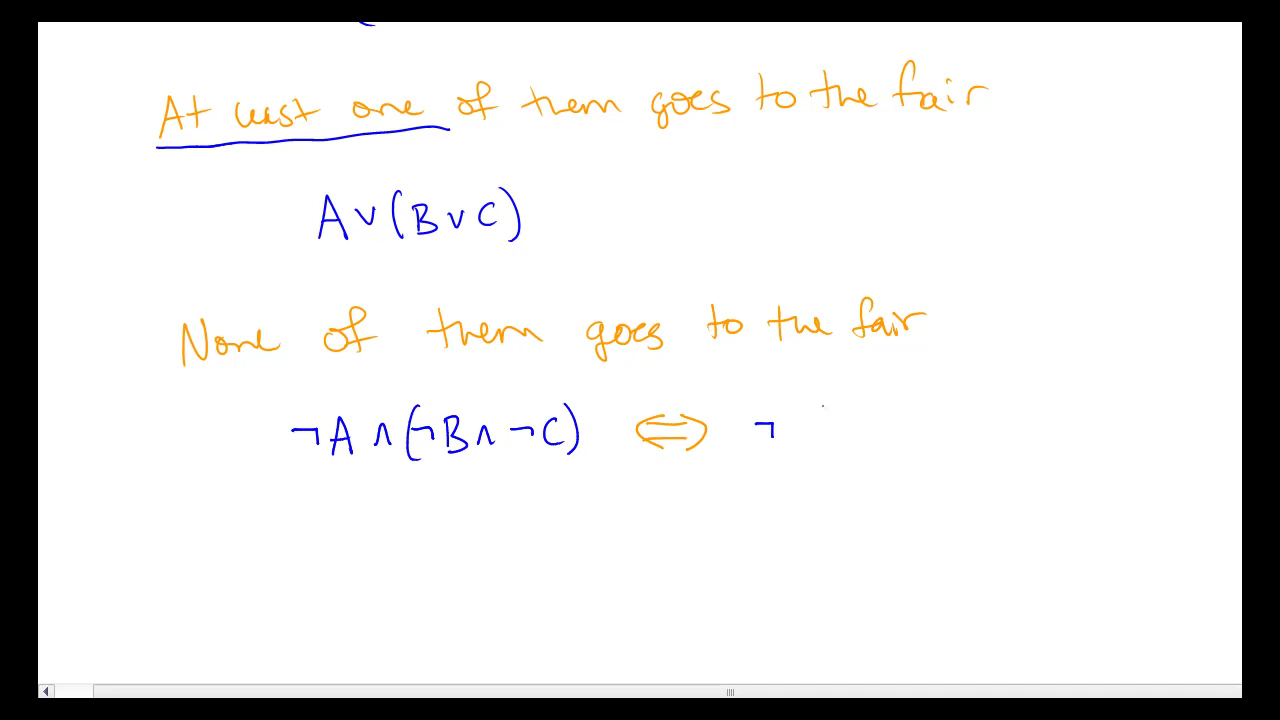 At least one of them goes to the fair
A ∨ (B ∨ C)
None of them goes to the fair
¬A ∧ (¬B ∧ ¬C) ⟺ ¬